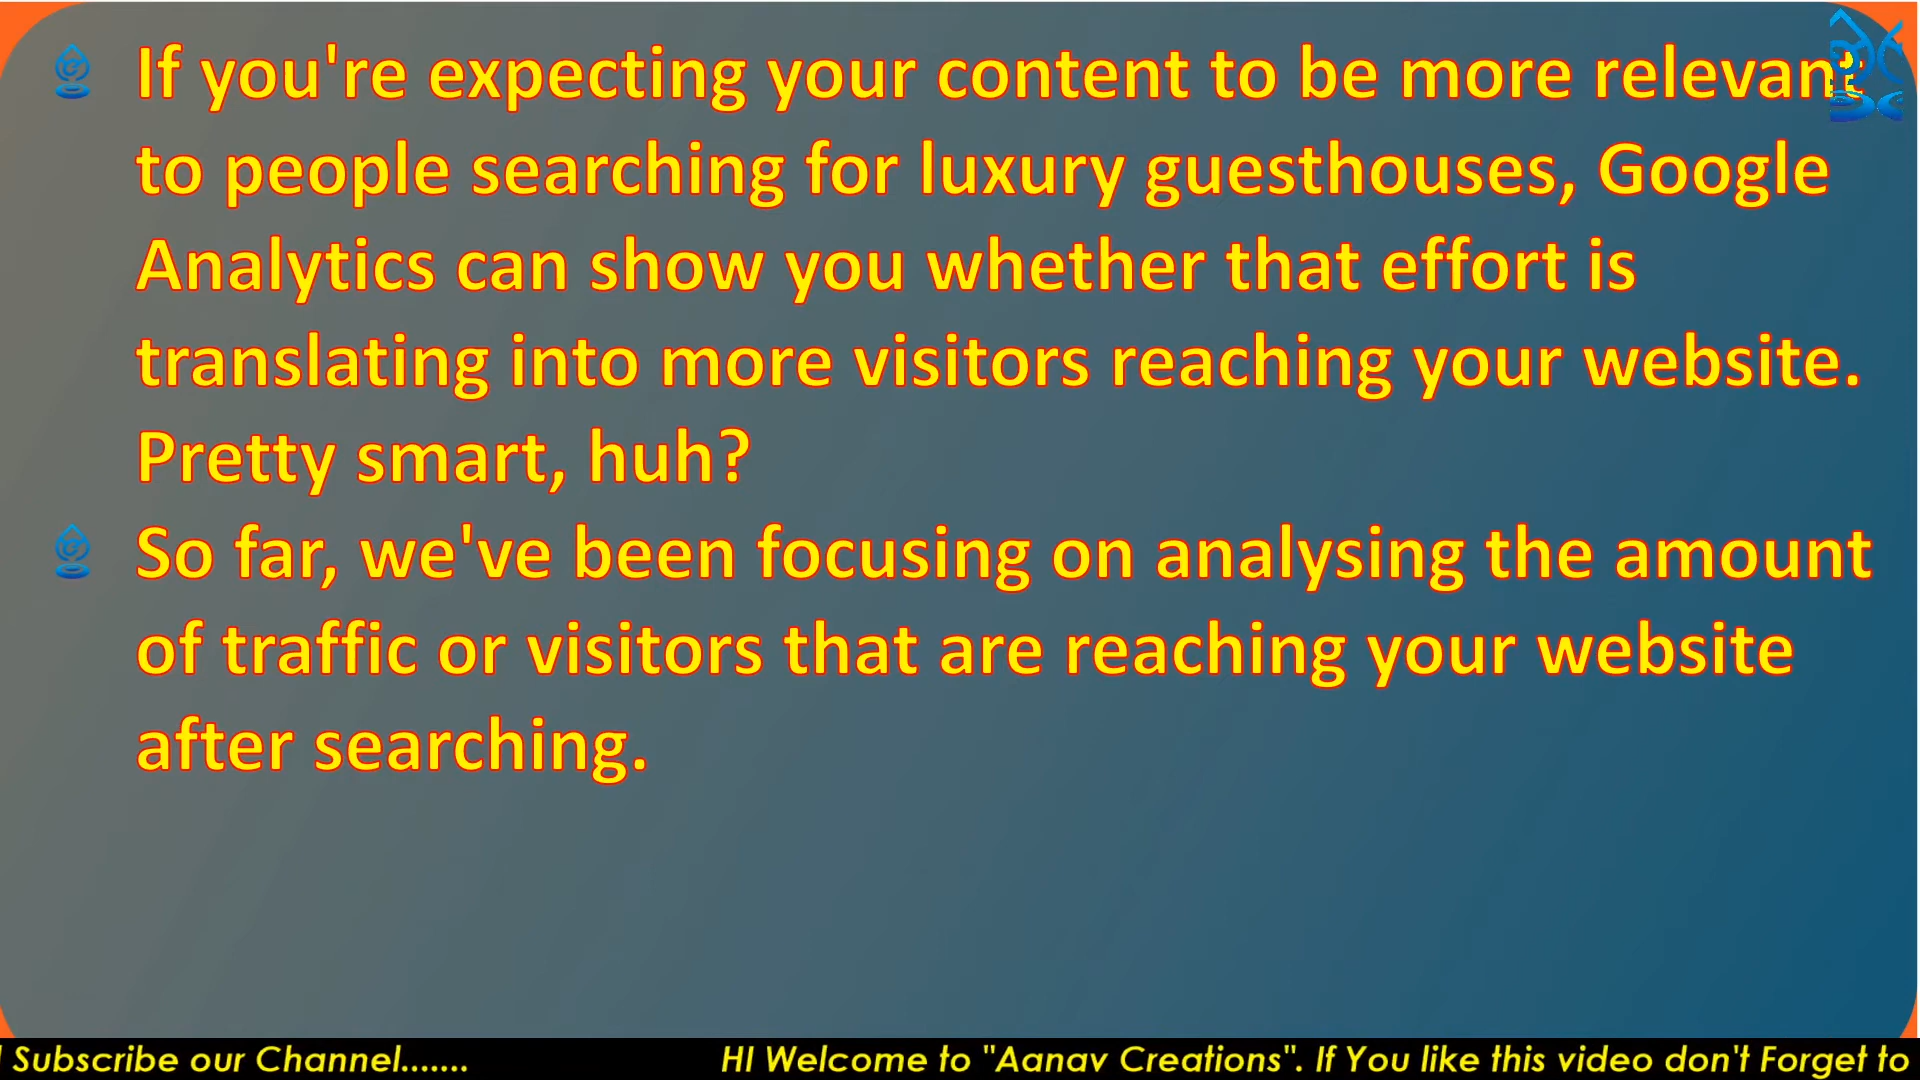 If you're expecting your content to be more relevant
to people searching for luxury guesthouses, Google
Analytics can show you whether that effort is
translating into more visitors reaching your website.
Pretty smart, huh?
So far, we've been focusing on analysing the amount
of traffic or visitors that are reaching your website
after searching.
Subscribe our Channel....... HI Welcome to "Aanav Creations". If You like this video don't Forget to